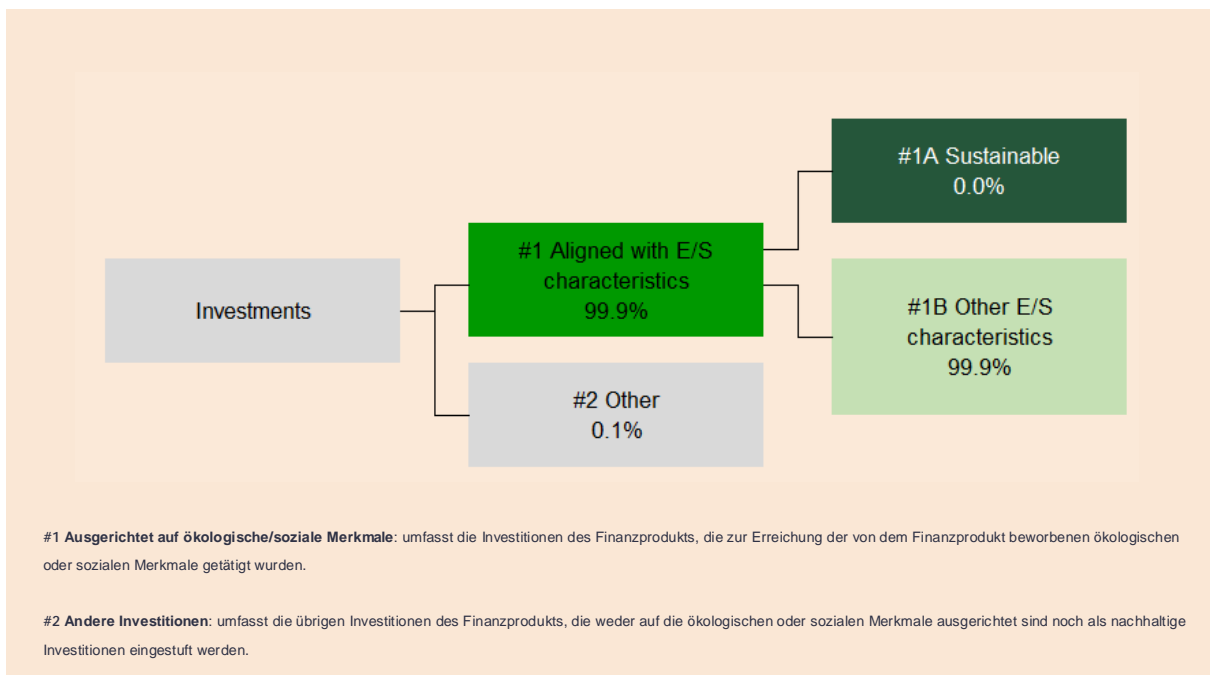 #1A Sustainable
0.0%
#1 Aligned with E/S
characteristics
99.9%
Investments
#1B Other E/S
characteristics
99.9%
#2 Other
0.1%
#1 Ausgerichtet auf ökologische/soziale Merkmale: umfasst die Investitionen des Finanzprodukts, die zur Erreichung der von dem Finanzprodukt beworbenen ökologischen
oder sozialen Merkmale getätigt wurden.
#2 Andere Investitionen: umfasst die übrigen Investitionen des Finanzprodukts, die weder auf die ökologischen oder sozialen Merkmale ausgerichtet sind noch als nachhaltige
Investitionen eingestuft werden.